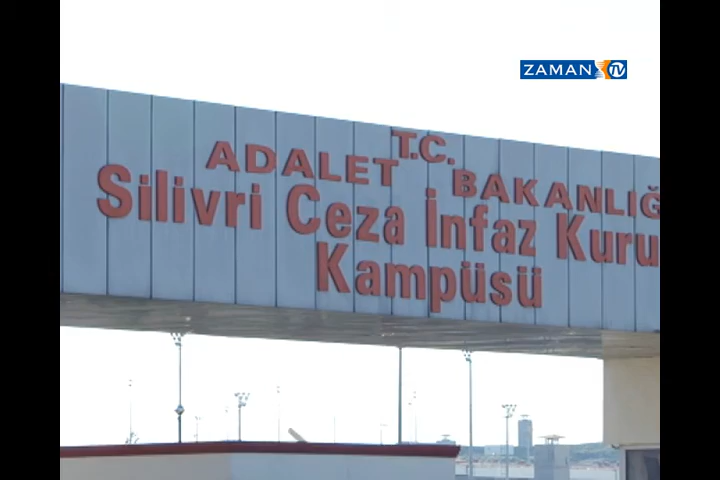 ZAMAN TV
T.C.
ADALET BAKANLIĞ
Silivri Ceza İnfaz Kuru
Kampüsü